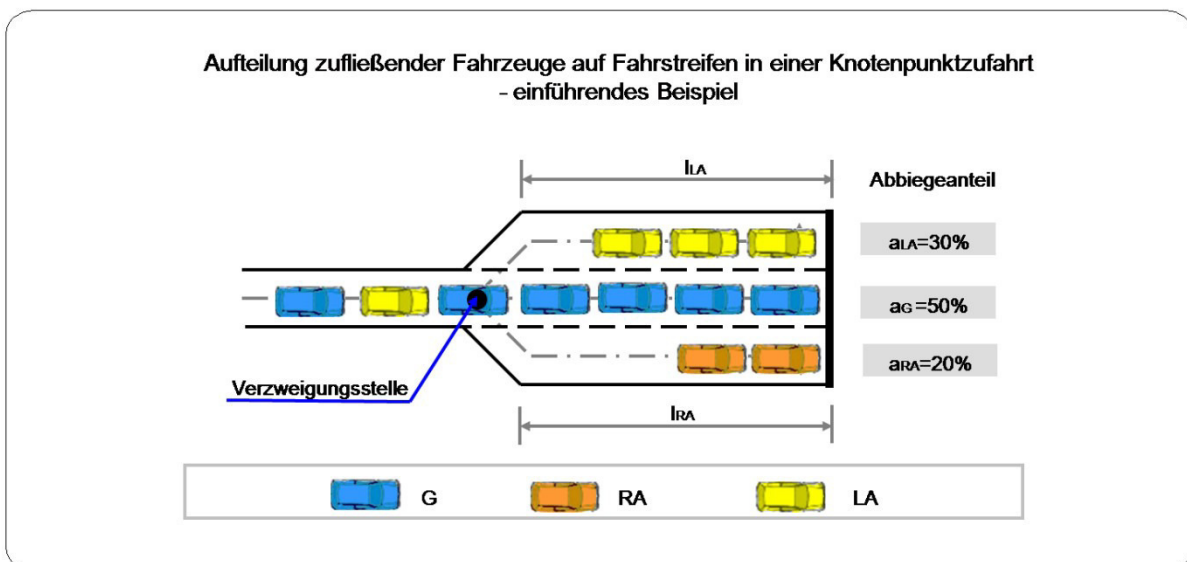 Aufteilung zufließender Fahrzeuge auf Fahrstreifen in einer Knotenpunktzufahrt
- einführendes Beispiel
lLA
Abbiegeanteil
aLA=30%
aG=50%
aRA=20%
Verzweigungsstelle
lRA
G RA LA